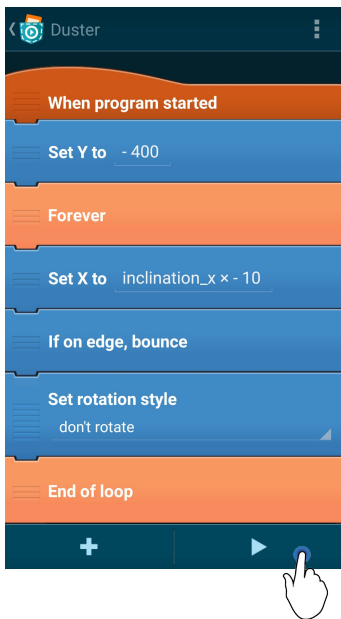 Duster
When program started
Set Y to - 400
Forever
Set X to inclination_x × - 10
If on edge, bounce
Set rotation style
don't rotate
End of loop